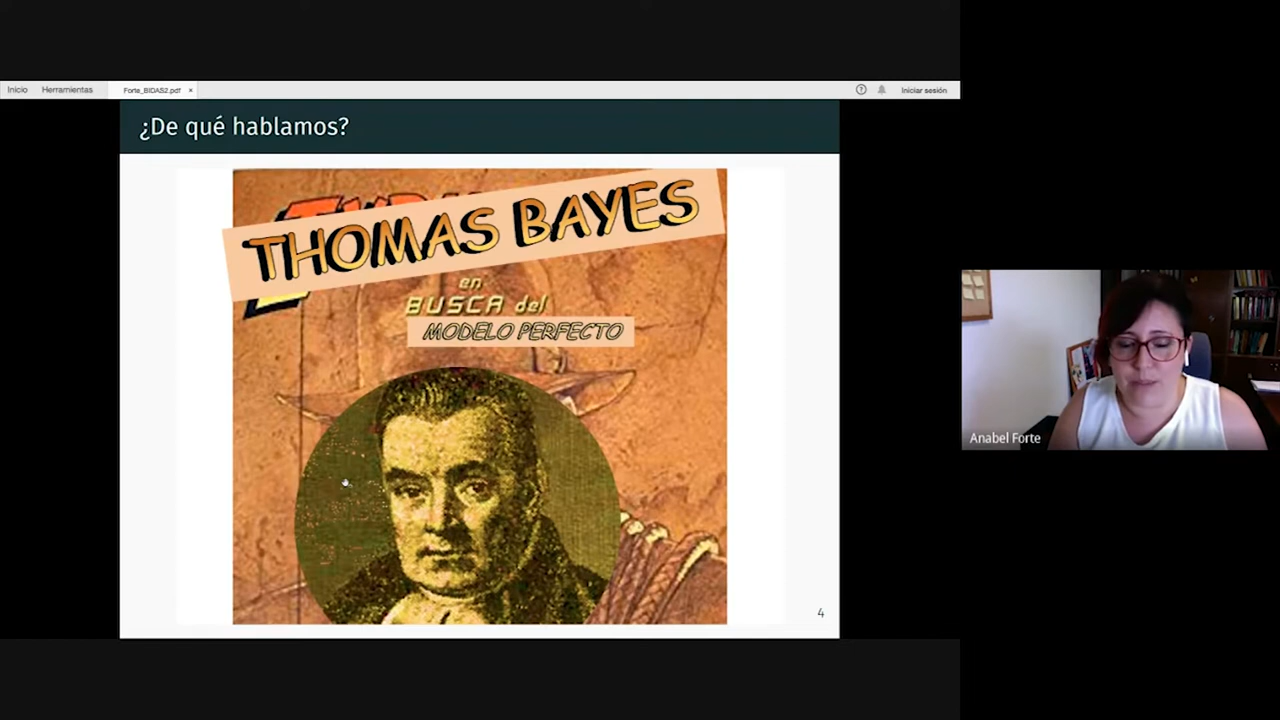 Inicio Herramientas Forte_BIDAS2.pdf × Iniciar sesión
¿De qué hablamos?
THOMAS BAYES
en
BUSCA del
MODELO PERFECTO
4
Anabel Forte